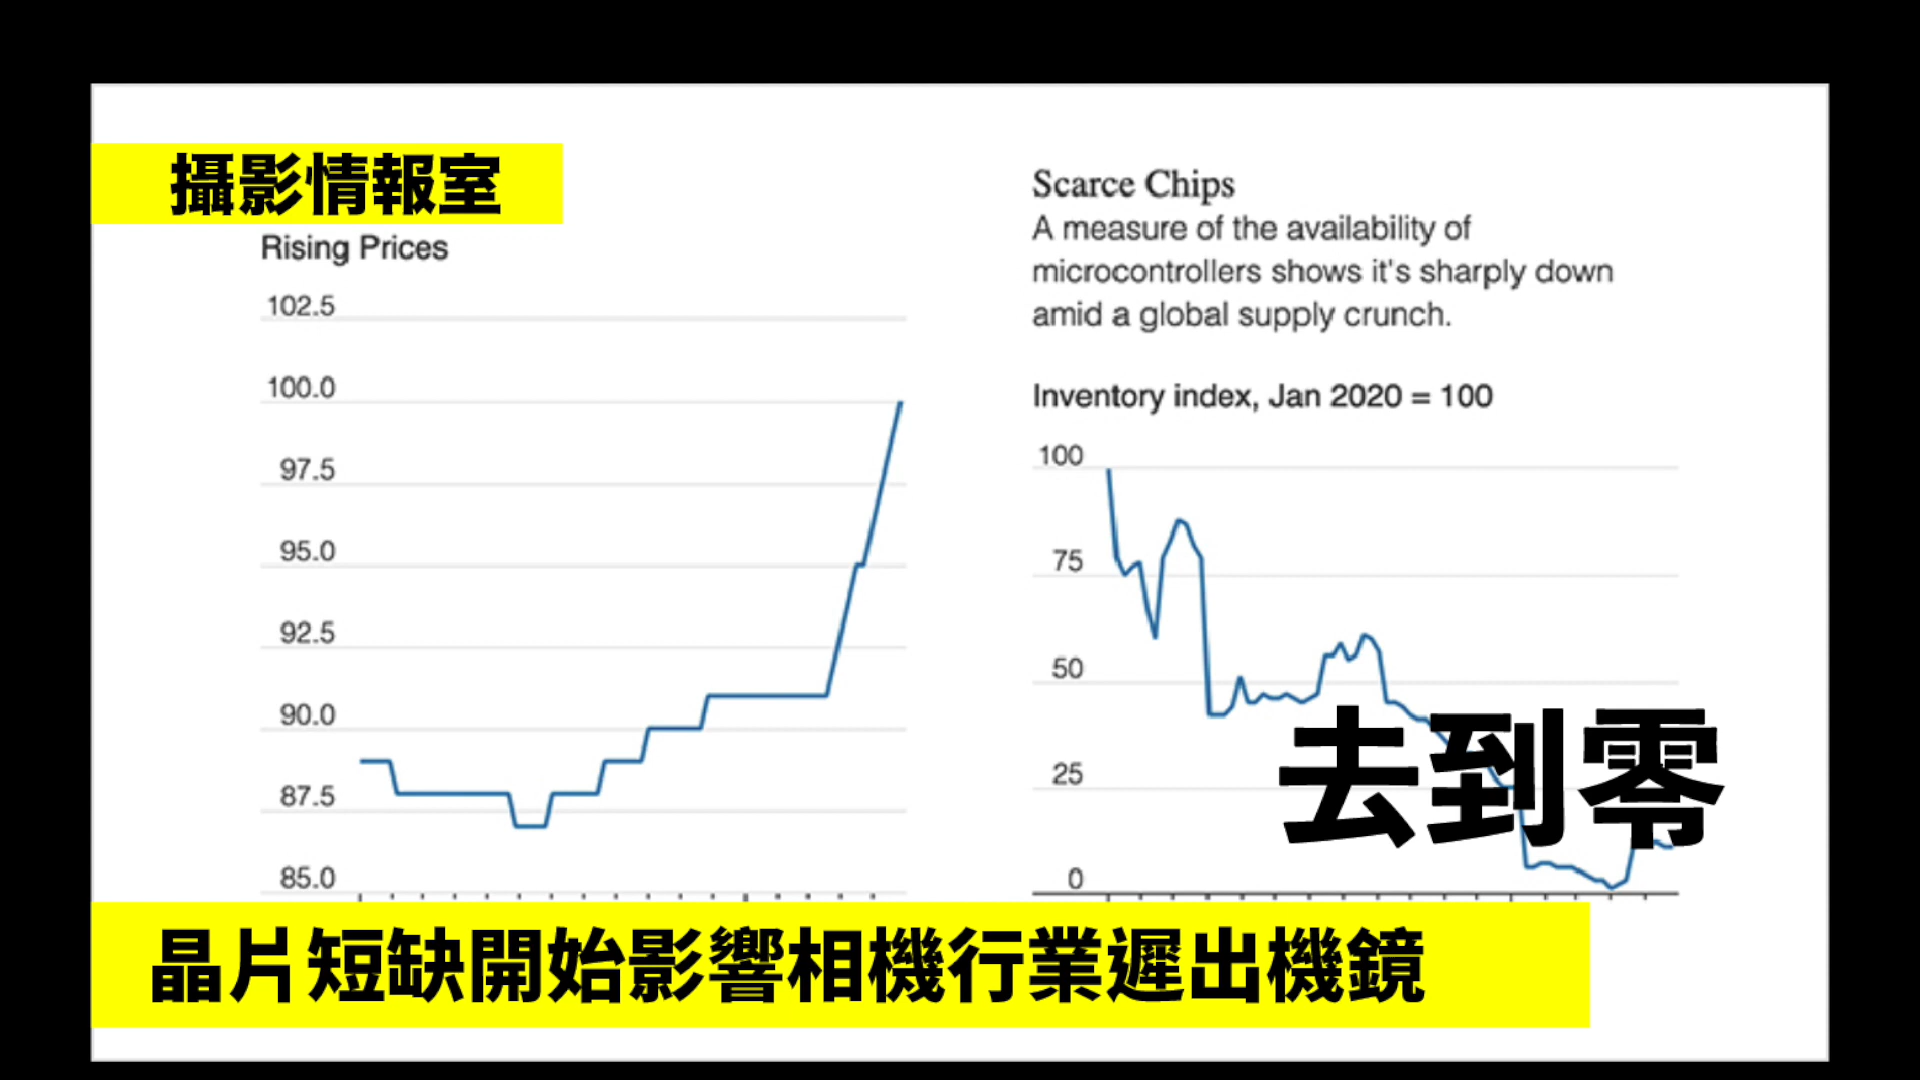 攝影情報室
Rising Prices
102.5
100.0
97.5
95.0
92.5
90.0
87.5
85.0
Scarce Chips
A measure of the availability of
microcontrollers shows it's sharply down
amid a global supply crunch.
Inventory index, Jan 2020 = 100
100
75
50
25
0
去到零
晶片短缺開始影響相機行業遲出機鏡